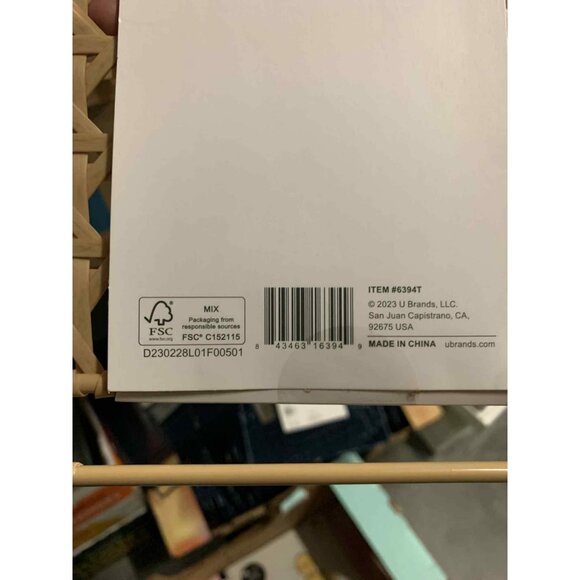 FSC
www.fsc.org
MIX
Packaging from
responsible sources
FSC® C152115
D230228L01F00501
8 43463 16394 9
ITEM #6394T
© 2023 U Brands, LLC.
San Juan Capistrano, CA,
92675 USA
MADE IN CHINA ubrands.com